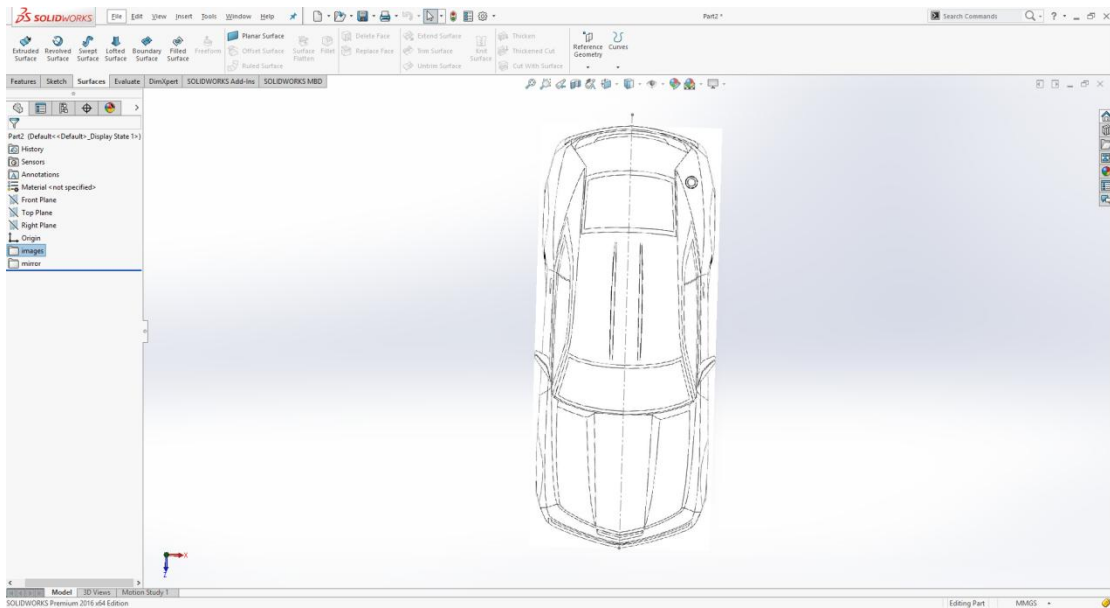 SOLIDWORKS File Edit View Insert Tools Window Help Part2 * Search Commands
Extruded Surface Revolved Surface Swept Surface Lofted Surface Boundary Surface Filled Surface Freeform
Planar Surface
Offset Surface
Ruled Surface
Surface Flatten Fillet
Delete Face
Replace Face
Extend Surface
Trim Surface
Untrim Surface
Knit Surface
Thicken
Thickened Cut
Cut With Surface
Reference Geometry Curves
Features Sketch Surfaces Evaluate DimXpert SOLIDWORKS Add-Ins SOLIDWORKS MBD
Part2 (Default<<Default>_Display State 1>)
History
Sensors
Annotations
Material <not specified>
Front Plane
Top Plane
Right Plane
Origin
images
mirror
X
Z
Model 3D Views Motion Study 1
SOLIDWORKS Premium 2016 x64 Edition Editing Part MMGS